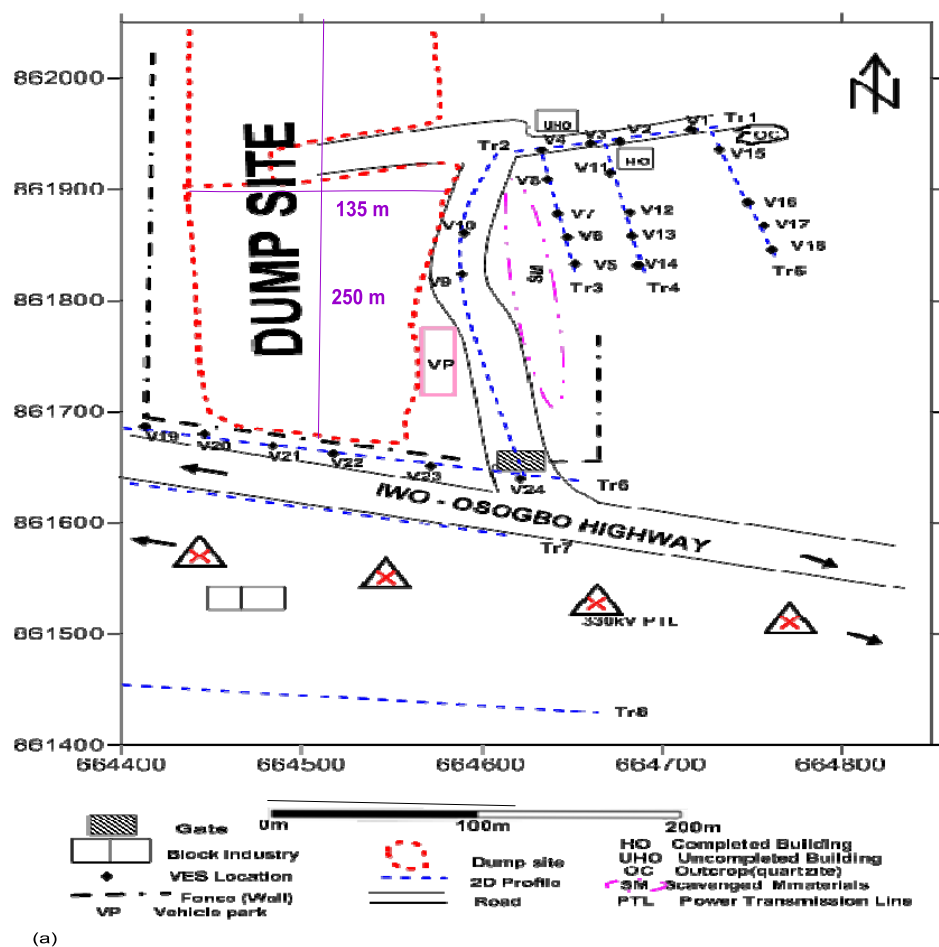 862000
861900
861800
861700
861600
861500
861400
664400
664500
664600
664700
664800
N
DUMP SITE
135 m
250 m
UHO
V4
V3
V2
V1
Tr1
OC
Tr2
HO
V11
V15
V8
V7
V6
V5
Tr3
V12
V13
V14
Tr4
V16
V17
V18
Tr5
V10
V9
SM
VP
V19
V20
V21
V22
V23
V24
Tr6
IWO - OSOGBO HIGHWAY
Tr7
330kV PTL
Tr8
0m 100m 200m
Gate
Block Industry
VES Location
Fence (Wall)
VP Vehicle park
Dump site
2D Profile
Road
HO Completed Building
UHO Uncompleted Building
OC Outcrop(quartzite)
SM Scavenged Mmaterials
PTL Power Transmission Line
(a)